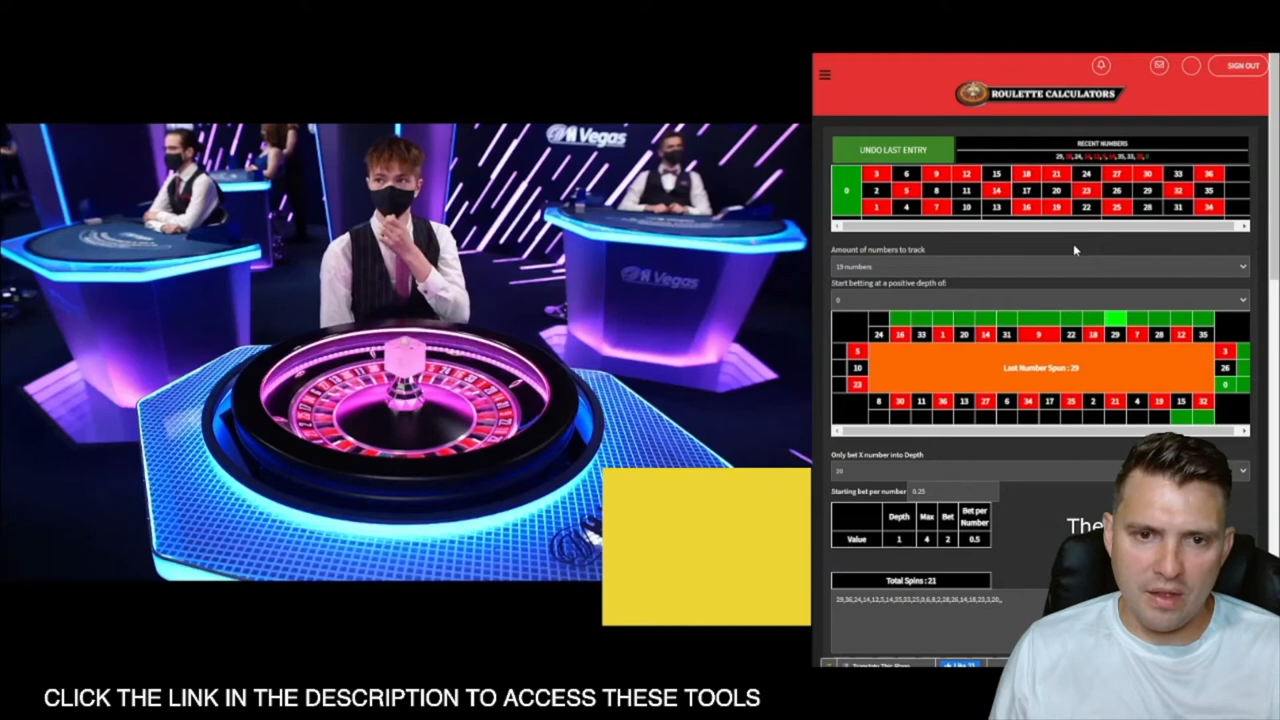 Vegas
Vegas
SIGN OUT
ROULETTE CALCULATORS
UNDO LAST ENTRY
RECENT NUMBERS
3 6 9 12 15 18 21 24 27 30 33 36
0 2 5 8 11 14 17 20 23 26 29 32 35
1 4 7 10 13 16 19 22 25 28 31 34
Amount of numbers to track
19 numbers
Start betting at a positive depth of:
0
24 16 33 1 20 14 31 9 22 18 29 7 28 12 35
5 3
10 Last Number Spun : 29 26
23 0
8 30 11 36 13 27 6 34 17 25 2 21 4 19 15 32
Only bet X number into Depth
20
Starting bet per number 0.25
Depth Max Bet Bet per Number
Value 1 4 2 0.5
The
Total Spins : 21
CLICK THE LINK IN THE DESCRIPTION TO ACCESS THESE TOOLS